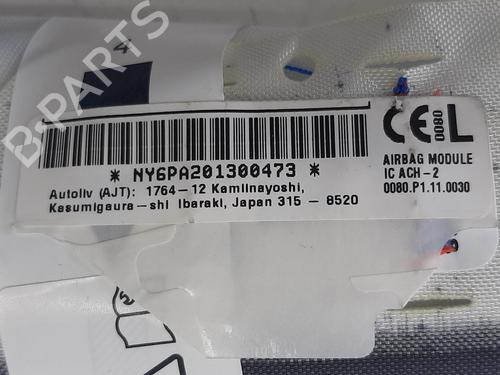 B-PARTS
* NY6PA201300473 *
Autoliv (AJT): 1764-12 Kamiinayoshi,
Kasumigaura-shi Ibaraki, Japan 315 - 8520
CE 0080 L
AIRBAG MODULE
IC ACH-2
0080.P1.11.0030